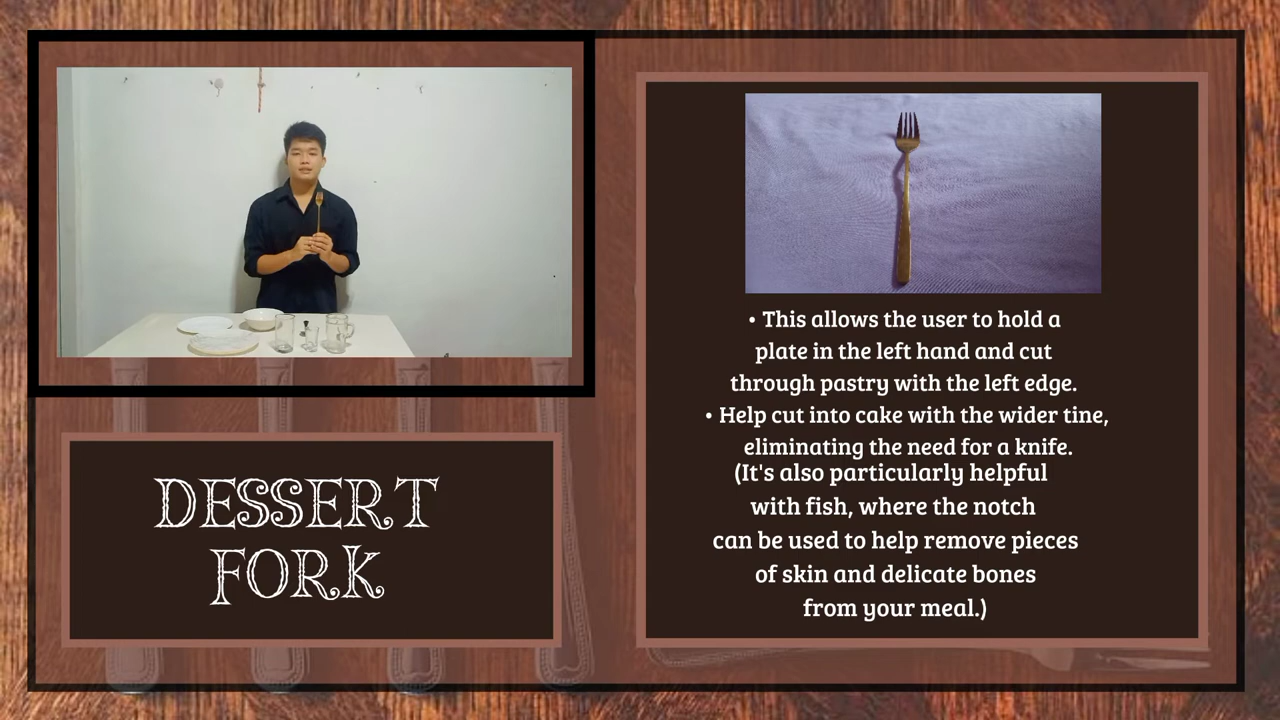 DESSERT
FORK
• This allows the user to hold a
plate in the left hand and cut
through pastry with the left edge.
• Help cut into cake with the wider tine,
eliminating the need for a knife.
(It's also particularly helpful
with fish, where the notch
can be used to help remove pieces
of skin and delicate bones
from your meal.)